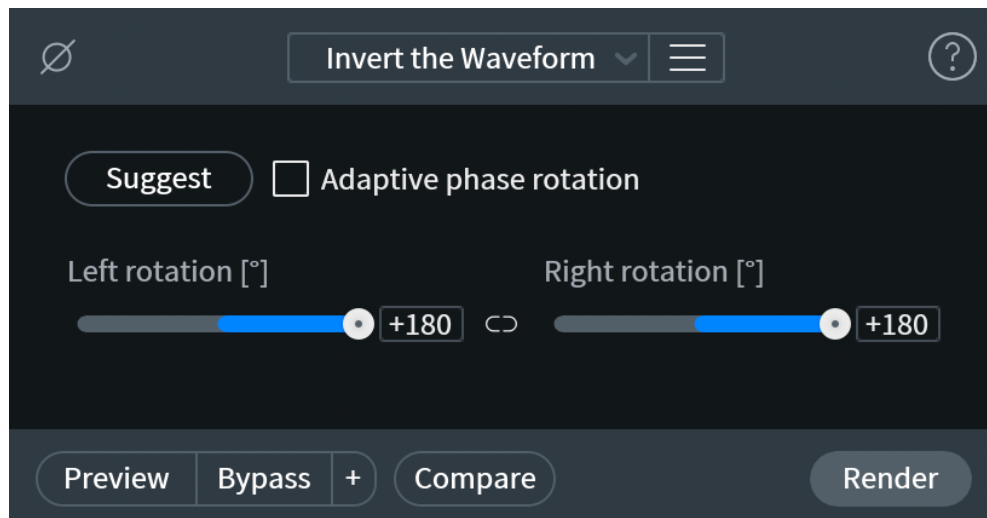 Invert the Waveform
?
Suggest
Adaptive phase rotation
Left rotation [°]
Right rotation [°]
+180
+180
Preview
Bypass
+
Compare
Render